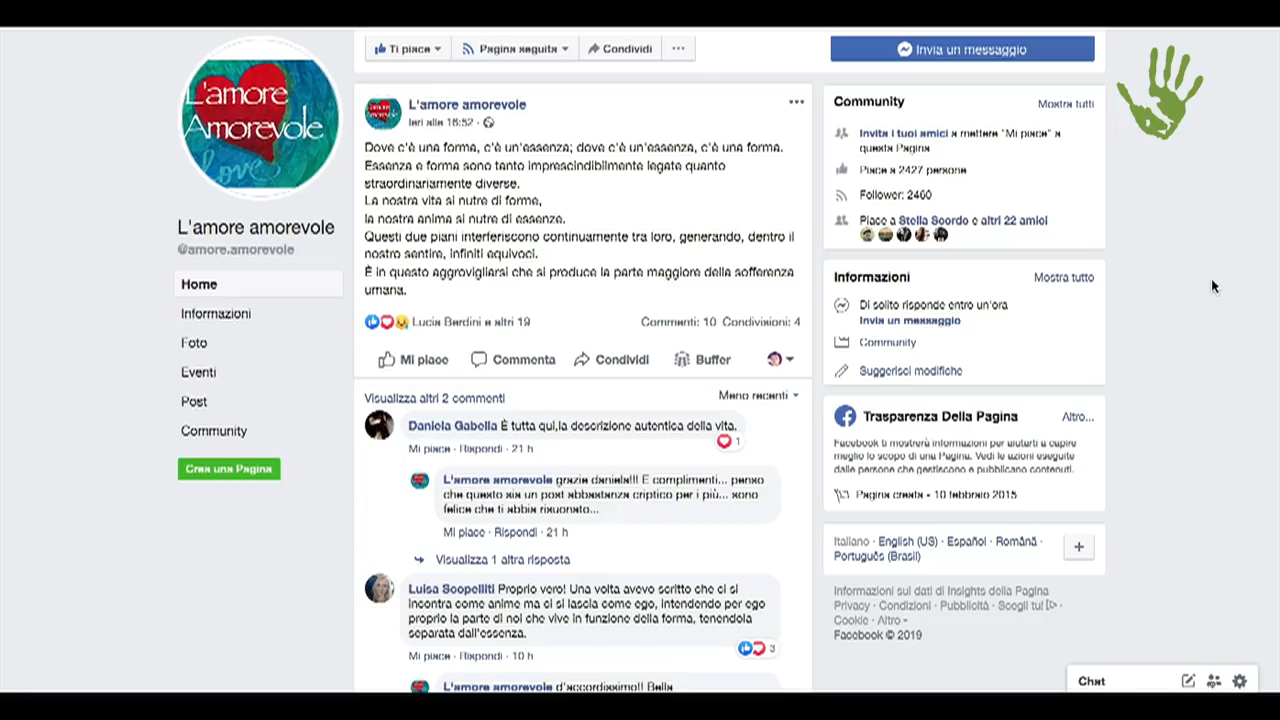 L'amore
Amorevole
Love
L'amore amorevole
@amore.amorevole
Home
Informazioni
Foto
Eventi
Post
Community
Crea una Pagina
Ti piace
Pagina seguita
Condividi
L'amore amorevole
Ieri alle 16:52
Dove c'è una forma, c'è un'essenza; dove c'è un'essenza, c'è una forma.
Essenza e forma sono tanto imprescindibilmente legate quanto
straordinariamente diverse.
La nostra vita si nutre di forme,
la nostra anima si nutre di essenze.
Questi due piani interferiscono continuamente tra loro, generando, dentro il
nostro sentire, infiniti equivoci.
È in questo aggrovigliarsi che si produce la parte maggiore della sofferenza
umana.
Lucia Berdini e altri 19 Commenti: 10 Condivisioni: 4
Mi piace Commenta Condividi Buffer
Visualizza altri 2 commenti Meno recenti
Daniela Gabella È tutta qui,la descrizione autentica della vita.
1
Mi piace · Rispondi · 21 h
L'amore amorevole grazie daniela!!! E complimenti... penso
che questo sia un post abbastanza criptico per i più... sono
felice che ti abbia risuonato...
Mi piace · Rispondi · 21 h
Visualizza 1 altra risposta
Luisa Scopelliti Proprio vero! Una volta avevo scritto che ci si
incontra come anime ma ci si lascia come ego, intendendo per ego
proprio la parte di noi che vive in funzione della forma, tenendola
separata dall'essenza.
3
Mi piace · Rispondi · 10 h
L'amore amorevole d'accordissimo!! Bella
Invia un messaggio
Community Mostra tutti
Invita i tuoi amici a mettere "Mi piace" a
questa Pagina
Piace a 2427 persone
Follower: 2460
Piace a Stella Soordo e altri 22 amici
Informazioni Mostra tutto
Di solito risponde entro un'ora
Invia un messaggio
Community
Suggerisci modifiche
Trasparenza Della Pagina Altro...
Facebook ti mostrerà informazioni per aiutarti a capire
meglio lo scopo di una Pagina. Vedi le azioni eseguite
dalle persone che gestiscono e pubblicano contenuti.
Pagina creata - 10 febbraio 2015
Italiano · English (US) · Español · Română ·
Português (Brasil)
Informazioni sui dati di Insights della Pagina
Privacy · Condizioni · Pubblicità · Scegli tu! ·
Cookie · Altro
Facebook © 2019
Chat